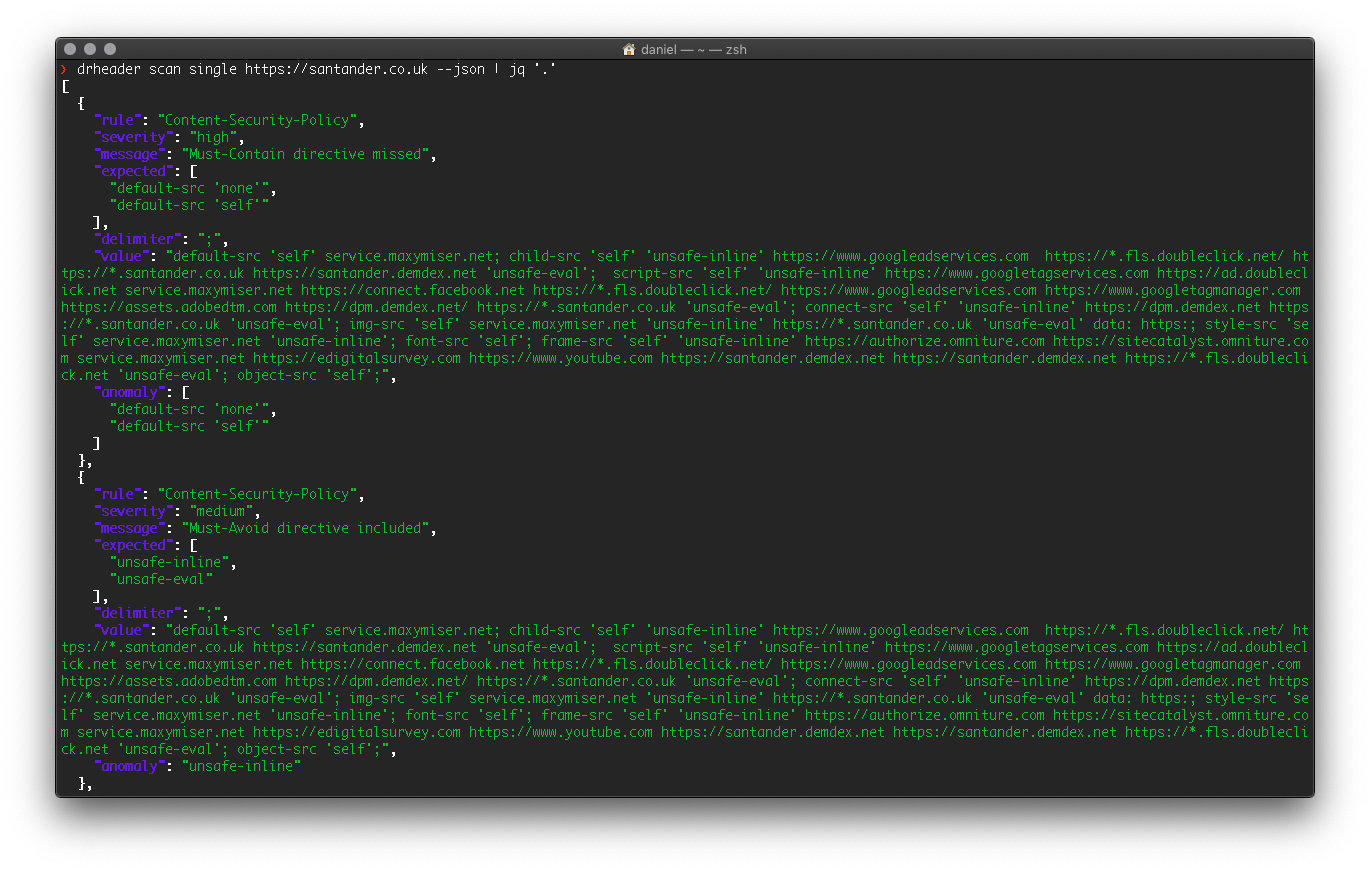 daniel — ~ — zsh
❯ drheader scan single https://santander.co.uk --json | jq '.'
[
  {
    "rule": "Content-Security-Policy",
    "severity": "high",
    "message": "Must-Contain directive missed",
    "expected": [
      "default-src 'none'",
      "default-src 'self'"
    ],
    "delimiter": ";",
    "value": "default-src 'self' service.maxymiser.net; child-src 'self' 'unsafe-inline' https://www.googleadservices.com  https://*.fls.doubleclick.net/ ht
tps://*.santander.co.uk https://santander.demdex.net 'unsafe-eval';  script-src 'self' 'unsafe-inline' https://www.googletagservices.com https://ad.doublecl
ick.net service.maxymiser.net https://connect.facebook.net https://*.fls.doubleclick.net/ https://www.googleadservices.com https://www.googletagmanager.com
https://assets.adobedtm.com https://dpm.demdex.net/ https://*.santander.co.uk 'unsafe-eval'; connect-src 'self' 'unsafe-inline' https://dpm.demdex.net https
://*.santander.co.uk 'unsafe-eval'; img-src 'self' service.maxymiser.net 'unsafe-inline' https://*.santander.co.uk 'unsafe-eval' data: https:; style-src 'se
lf' service.maxymiser.net 'unsafe-inline'; font-src 'self'; frame-src 'self' 'unsafe-inline' https://authorize.omniture.com https://sitecatalyst.omniture.co
m service.maxymiser.net https://edigitalsurvey.com https://www.youtube.com https://santander.demdex.net https://santander.demdex.net https://*.fls.doublecli
ck.net 'unsafe-eval'; object-src 'self';",
    "anomaly": [
      "default-src 'none'",
      "default-src 'self'"
    ]
  },
  {
    "rule": "Content-Security-Policy",
    "severity": "medium",
    "message": "Must-Avoid directive included",
    "expected": [
      "unsafe-inline",
      "unsafe-eval"
    ],
    "delimiter": ";",
    "value": "default-src 'self' service.maxymiser.net; child-src 'self' 'unsafe-inline' https://www.googleadservices.com  https://*.fls.doubleclick.net/ ht
tps://*.santander.co.uk https://santander.demdex.net 'unsafe-eval';  script-src 'self' 'unsafe-inline' https://www.googletagservices.com https://ad.doublecl
ick.net service.maxymiser.net https://connect.facebook.net https://*.fls.doubleclick.net/ https://www.googleadservices.com https://www.googletagmanager.com
https://assets.adobedtm.com https://dpm.demdex.net/ https://*.santander.co.uk 'unsafe-eval'; connect-src 'self' 'unsafe-inline' https://dpm.demdex.net https
://*.santander.co.uk 'unsafe-eval'; img-src 'self' service.maxymiser.net 'unsafe-inline' https://*.santander.co.uk 'unsafe-eval' data: https:; style-src 'se
lf' service.maxymiser.net 'unsafe-inline'; font-src 'self'; frame-src 'self' 'unsafe-inline' https://authorize.omniture.com https://sitecatalyst.omniture.co
m service.maxymiser.net https://edigitalsurvey.com https://www.youtube.com https://santander.demdex.net https://santander.demdex.net https://*.fls.doublecli
ck.net 'unsafe-eval'; object-src 'self';",
    "anomaly": "unsafe-inline"
  },